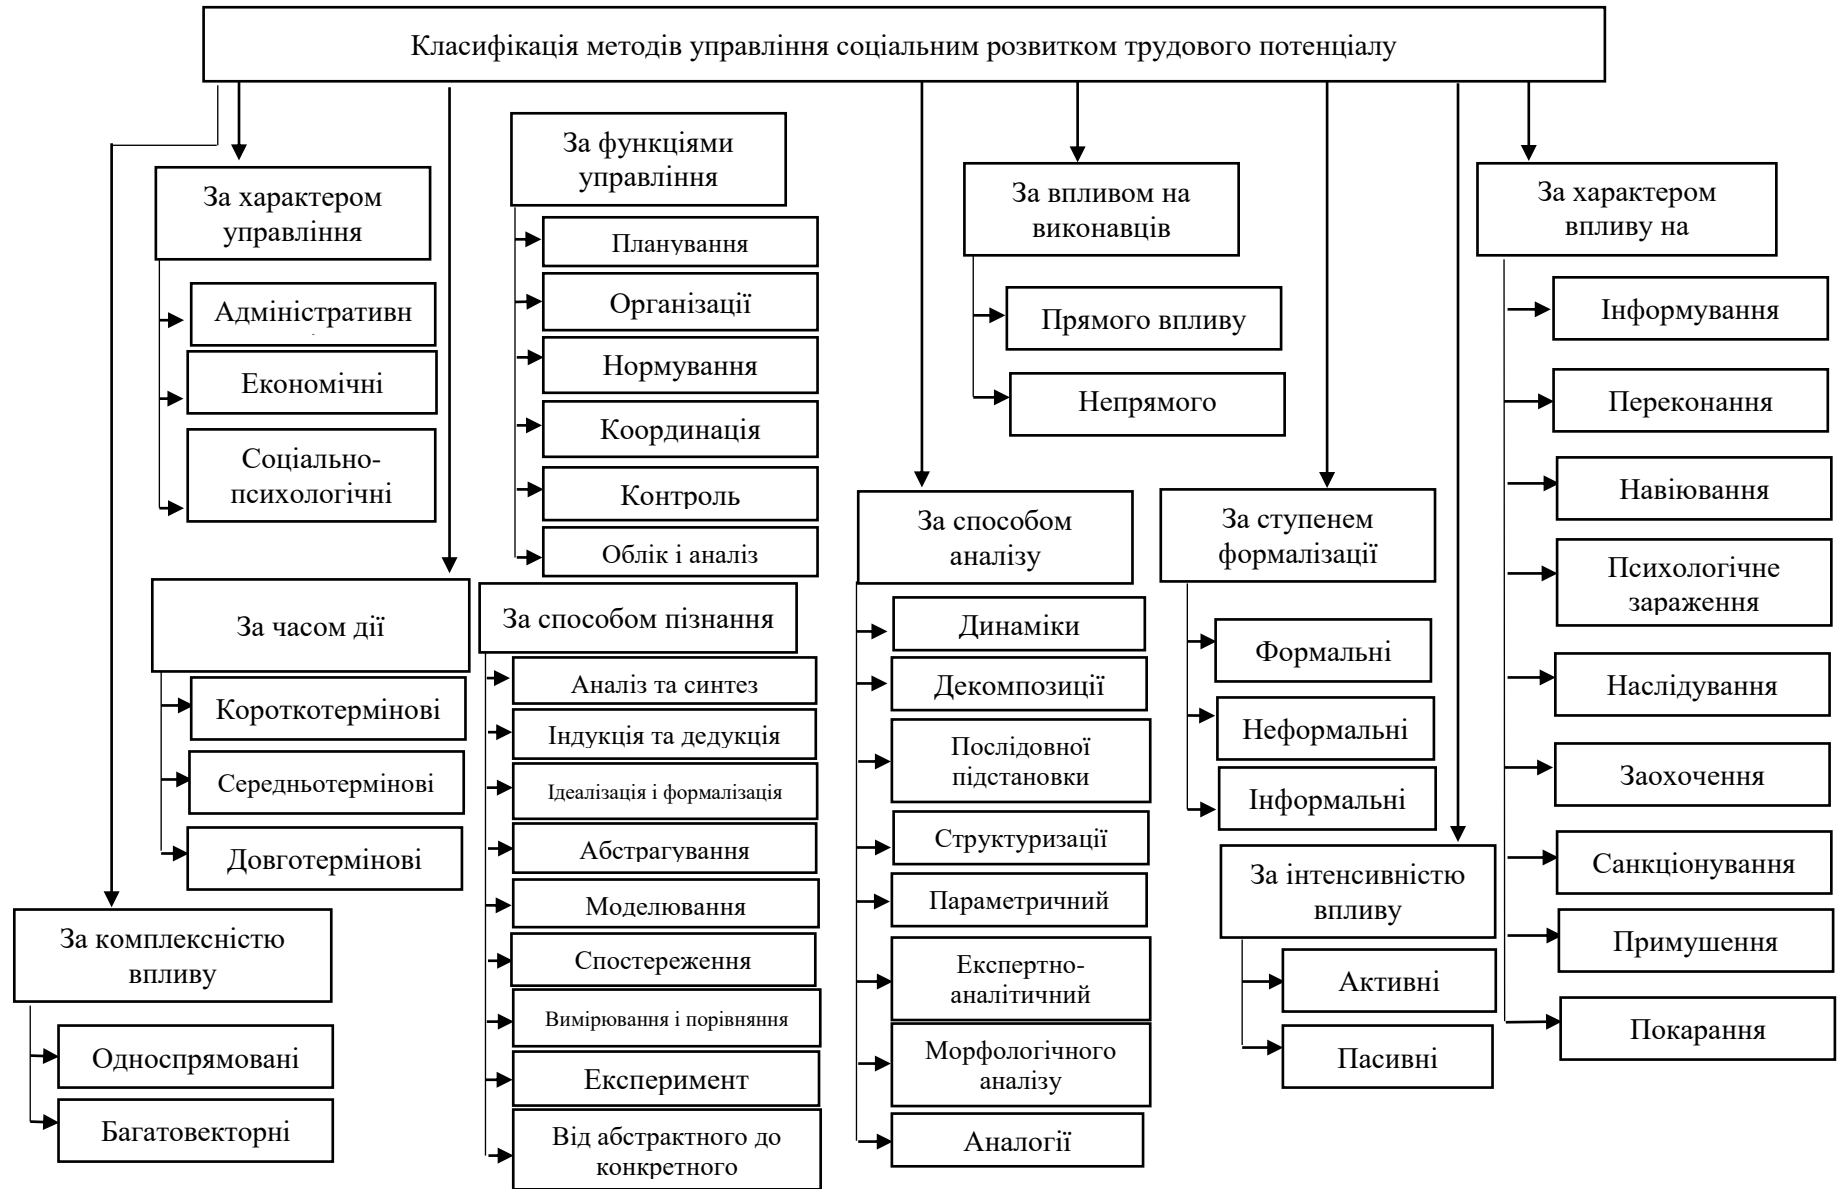 Класифікація методів управління соціальним розвитком трудового потенціалу
За характером
управління
Адміністративн
Економічні
Соціально-
психологічні
За функціями
управління
Планування
Організації
Нормування
Координація
Контроль
Облік і аналіз
За впливом на
виконавців
Прямого впливу
Непрямого
За характером
впливу на
Інформування
Переконання
Навіювання
Психологічне
зараження
Наслідування
Заохочення
Санкціонування
Примушення
Покарання
За часом дії
Короткотермінові
Середньотермінові
Довготермінові
За способом пізнання
Аналіз та синтез
Індукція та дедукція
Ідеалізація і формалізація
Абстрагування
Моделювання
Спостереження
Вимірювання і порівняння
Експеримент
Від абстрактного до
конкретного
За способом
аналізу
Динаміки
Декомпозиції
Послідовної
підстановки
Структуризації
Параметричний
Експертно-
аналітичний
Морфологічного
аналізу
Аналогії
За ступенем
формалізації
Формальні
Неформальні
Інформальні
За інтенсивністю
впливу
Активні
Пасивні
За комплексністю
впливу
Односпрямовані
Багатовекторні